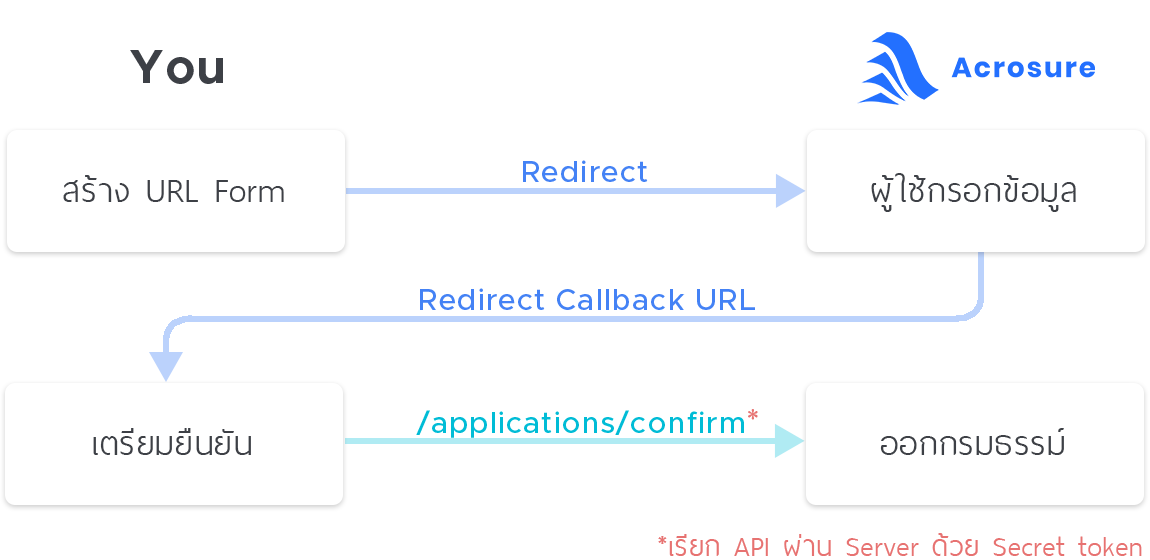 You
Acrosure
สร้าง URL Form
Redirect
ผู้ใช้กรอกข้อมูล
Redirect Callback URL
เตรียมยืนยัน
/applications/confirm*
ออกกรมธรรม์
*เรียก API ผ่าน Server ด้วย Secret token